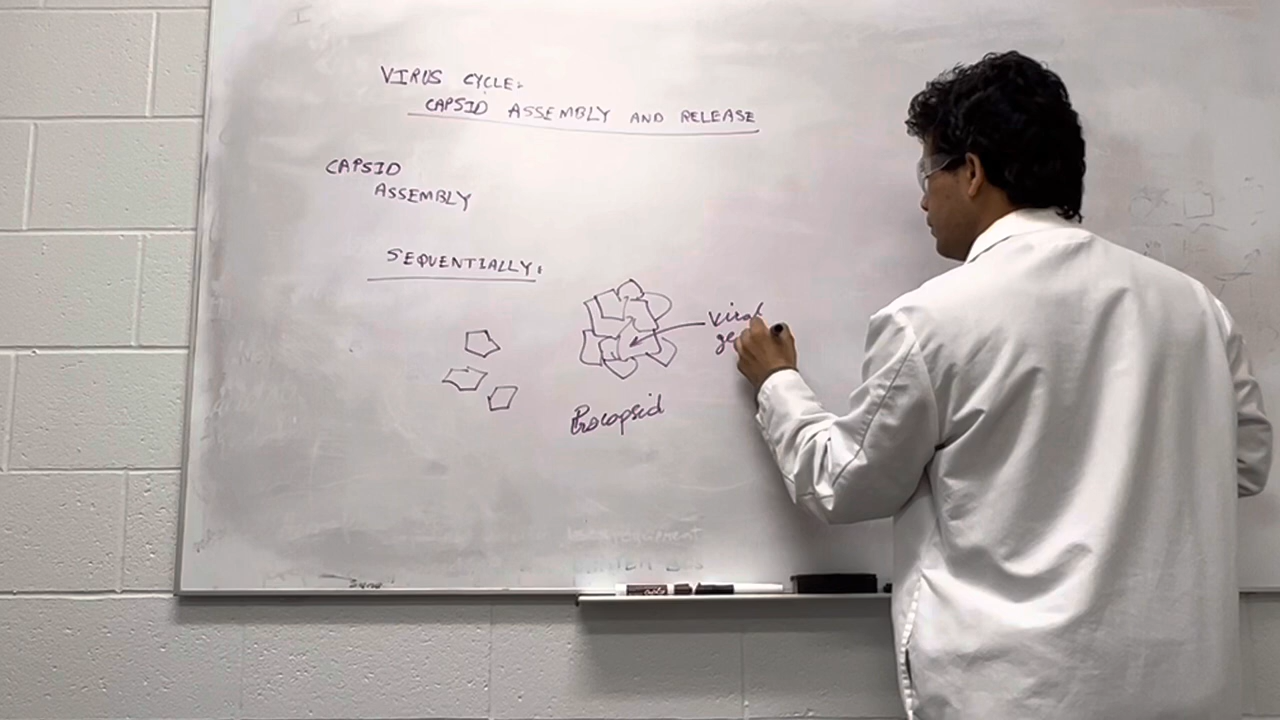 VIRUS CYCLE:
CAPSID ASSEMBLY AND RELEASE
CAPSID
ASSEMBLY
SEQUENTIALLY:
Viral
ge
Procapsid